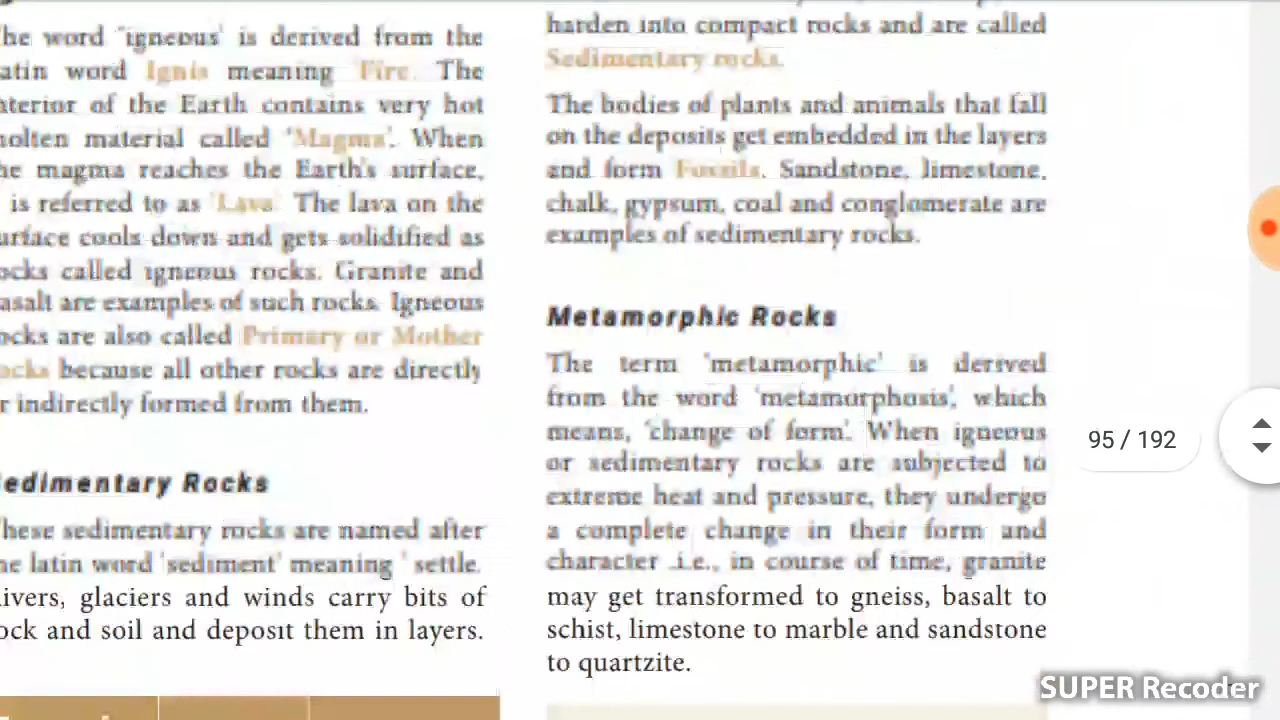 he word 'igneous' is derived from the
atin word Ignis meaning 'Fire. The
nterior of the Earth contains very hot
nolten material called 'Magma'. When
he magma reaches the Earth's surface,
is referred to as 'Lava' The lava on the
urface cools down and gets solidified as
ocks called igneous rocks. Granite and
asalt are examples of such rocks. Igneous
ocks are also called Primary or Mother
ocks because all other rocks are directly
r indirectly formed from them.
edimentary Rocks
hese sedimentary rocks are named after
he latin word 'sediment' meaning ' settle.
ivers, glaciers and winds carry bits of
ock and soil and deposit them in layers.
harden into compact rocks and are called
Sedimentary rocks.
The bodies of plants and animals that fall
on the deposits get embedded in the layers
and form Fossils. Sandstone, limestone,
chalk, gypsum, coal and conglomerate are
examples of sedimentary rocks.
Metamorphic Rocks
The term 'metamorphic' is derived
from the word 'metamorphosis', which
means, 'change of form'. When igneous
or sedimentary rocks are subjected to
extreme heat and pressure, they undergo
a complete change in their form and
character .i.e., in course of time, granite
may get transformed to gneiss, basalt to
schist, limestone to marble and sandstone
to quartzite.
95 / 192
SUPER Recoder